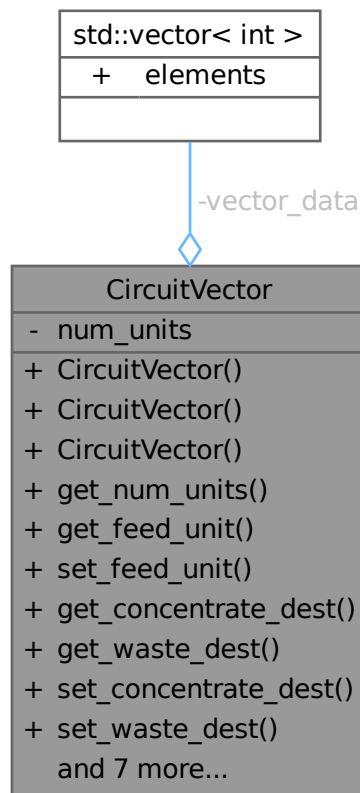 std::vector< int >
+ elements
-vector_data
CircuitVector
- num_units
+ CircuitVector()
+ CircuitVector()
+ CircuitVector()
+ get_num_units()
+ get_feed_unit()
+ set_feed_unit()
+ get_concentrate_dest()
+ get_waste_dest()
+ set_concentrate_dest()
+ set_waste_dest()
and 7 more...